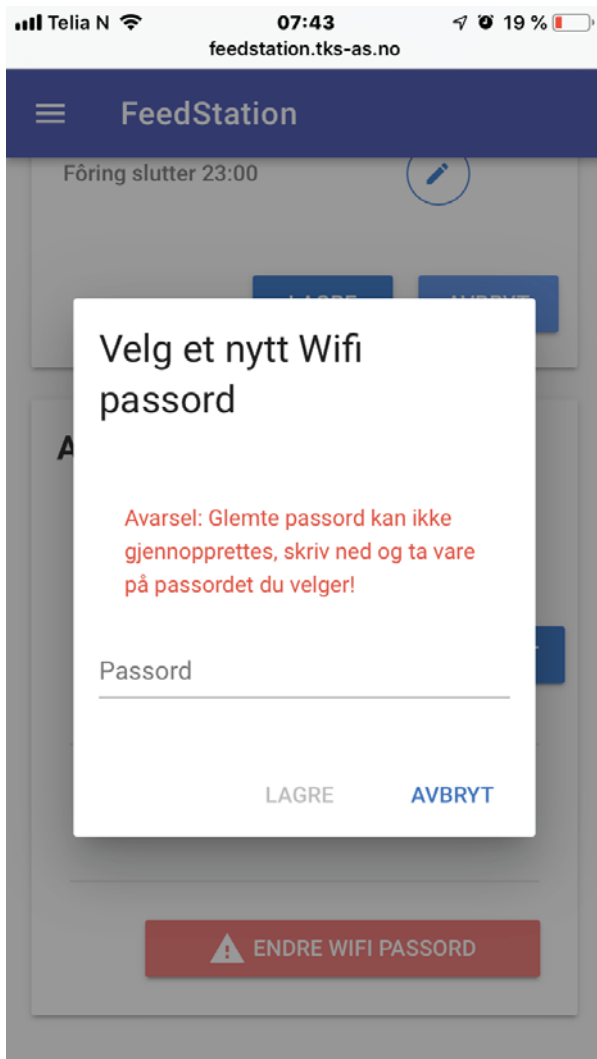 Telia N 07:43 19 %
feedstation.tks-as.no
FeedStation
Fôring slutter 23:00
LAGRE AVBRYT
Velg et nytt Wifi
passord
A
Avarsel: Glemte passord kan ikke
gjennopprettes, skriv ned og ta vare
på passordet du velger!
Passord
LAGRE AVBRYT
ENDRE WIFI PASSORD